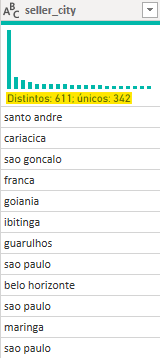 ABC seller_city
Distintos: 611; únicos: 342
santo andre
cariacica
sao goncalo
franca
goiania
ibitinga
guarulhos
sao paulo
belo horizonte
sao paulo
maringa
sao paulo